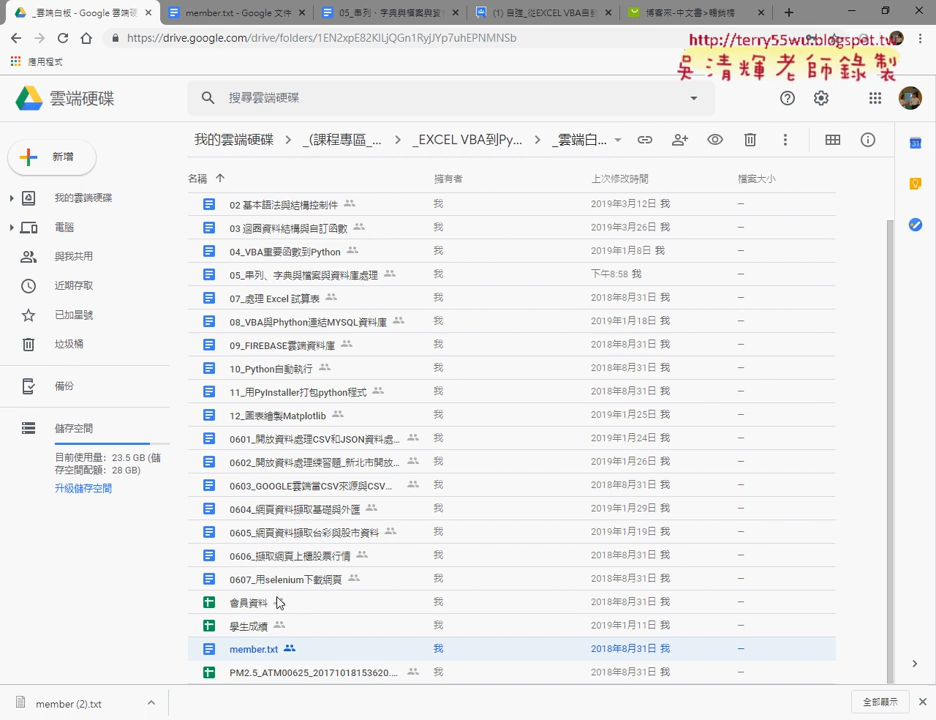 _雲端白板 - Google 雲端硬碟
member.txt - Google 文件
05_串列、字典與檔案與資料
(1) 自強_從EXCEL VBA自
博客來-中文書>暢銷榜
https://drive.google.com/drive/folders/1EN2xpE82KlLjQGn1RyjJYp7uhEPNMNSb
http://terry55wu.blogspot.tw
吳清輝老師錄製
應用程式
雲端硬碟
搜尋雲端硬碟
新增
我的雲端硬碟
電腦
與我共用
近期存取
已加星號
垃圾桶
備份
儲存空間
目前使用量：23.5 GB (儲
存空間配額：28 GB)
升級儲存空間
我的雲端硬碟 > _(課程專區_... > _EXCEL VBA到Py... > _雲端白...
名稱 擁有者 上次修改時間 檔案大小
02 基本語法與結構控制件 我 2019年3月12日 我 –
03 迴圈資料結構與自訂函數 我 2019年3月26日 我 –
04_VBA重要函數到Python 我 2019年1月8日 我 –
05_串列、字典與檔案與資料庫處理 我 下午8:58 我 –
07_處理 Excel 試算表 我 2018年8月31日 我 –
08_VBA與Phython連結MYSQL資料庫 我 2019年1月18日 我 –
09_FIREBASE雲端資料庫 我 2018年8月31日 我 –
10_Python自動執行 我 2018年8月31日 我 –
11_用PyInstaller打包python程式 我 2018年8月31日 我 –
12_圖表繪製Matplotlib 我 2019年1月25日 我 –
0601_開放資料處理CSV和JSON資料處... 我 2019年1月24日 我 –
0602_開放資料處理練習題_新北市開放... 我 2019年1月26日 我 –
0603_GOOGLE雲端當CSV來源與CSV... 我 2018年8月31日 我 –
0604_網頁資料擷取基礎與外匯 我 2019年1月29日 我 –
0605_網頁資料擷取台彩與股市資料 我 2019年1月19日 我 –
0606_擷取網頁上櫃股票行情 我 2018年8月31日 我 –
0607_用selenium下載網頁 我 2018年8月31日 我 –
會員資料 我 2018年8月31日 我 –
學生成績 我 2019年1月11日 我 –
member.txt 我 2018年8月31日 我 –
PM2.5_ATM00625_20171018153620.... 我 2018年8月31日 我 –
member (2).txt
全部顯示